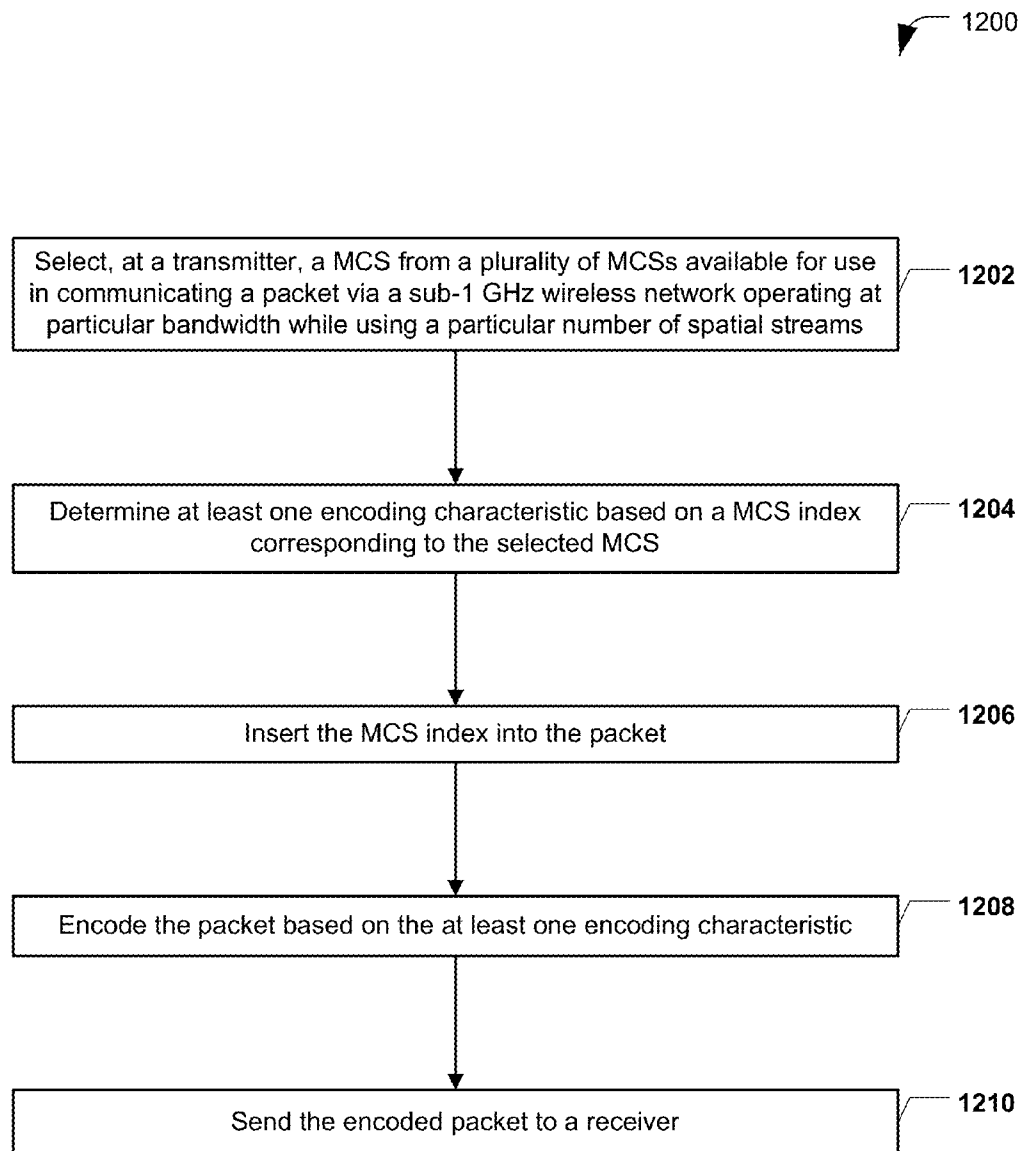 1200
Select, at a transmitter, a MCS from a plurality of MCSs available for use
in communicating a packet via a sub-1 GHz wireless network operating at
particular bandwidth while using a particular number of spatial streams
1202
Determine at least one encoding characteristic based on a MCS index
corresponding to the selected MCS
1204
Insert the MCS index into the packet
1206
Encode the packet based on the at least one encoding characteristic
1208
Send the encoded packet to a receiver
1210